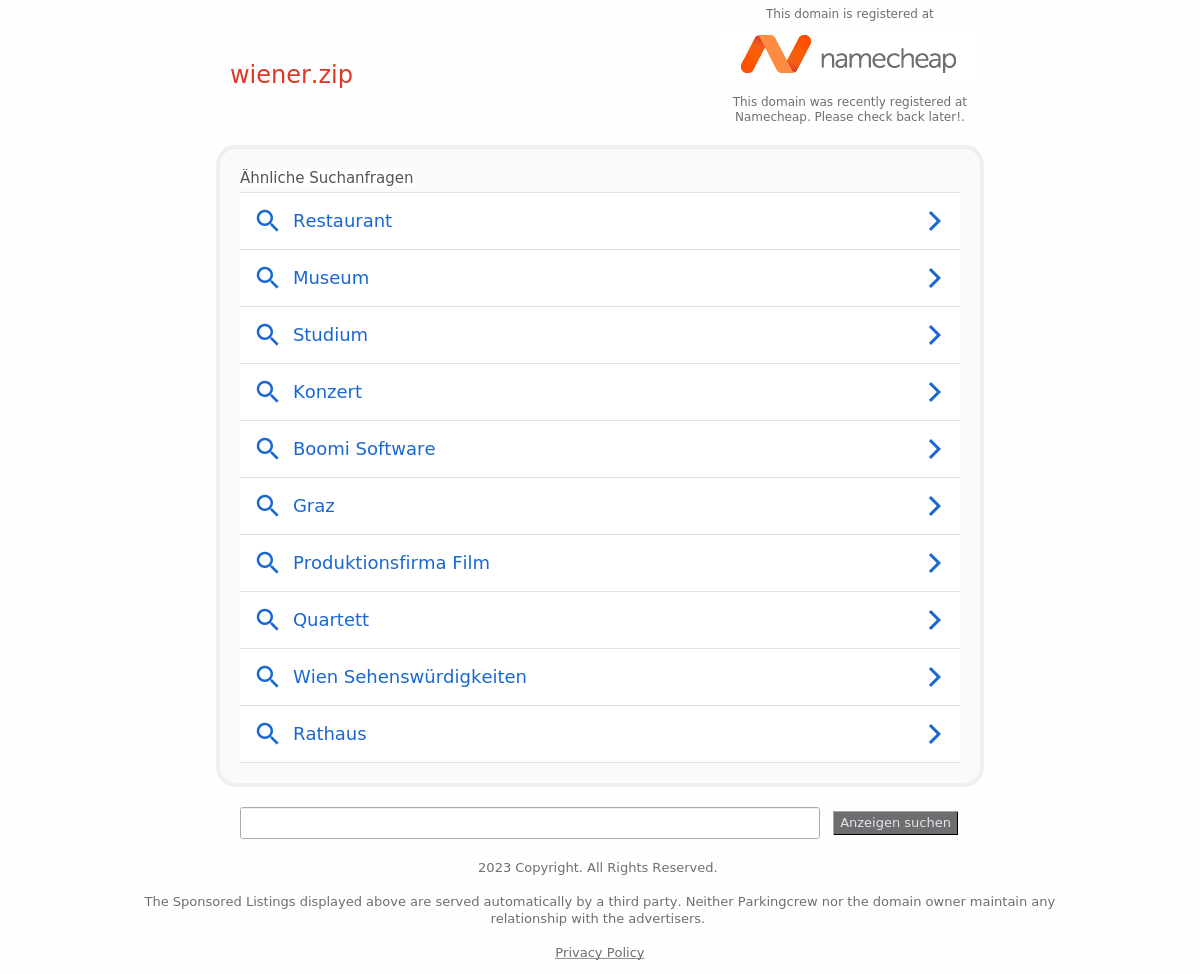 This domain is registered at
namecheap
wiener.zip
This domain was recently registered at
Namecheap. Please check back later!.
Ähnliche Suchanfragen
Restaurant
Museum
Studium
Konzert
Boomi Software
Graz
Produktionsfirma Film
Quartett
Wien Sehenswürdigkeiten
Rathaus
Anzeigen suchen
2023 Copyright. All Rights Reserved.
The Sponsored Listings displayed above are served automatically by a third party. Neither Parkingcrew nor the domain owner maintain any
relationship with the advertisers.
Privacy Policy